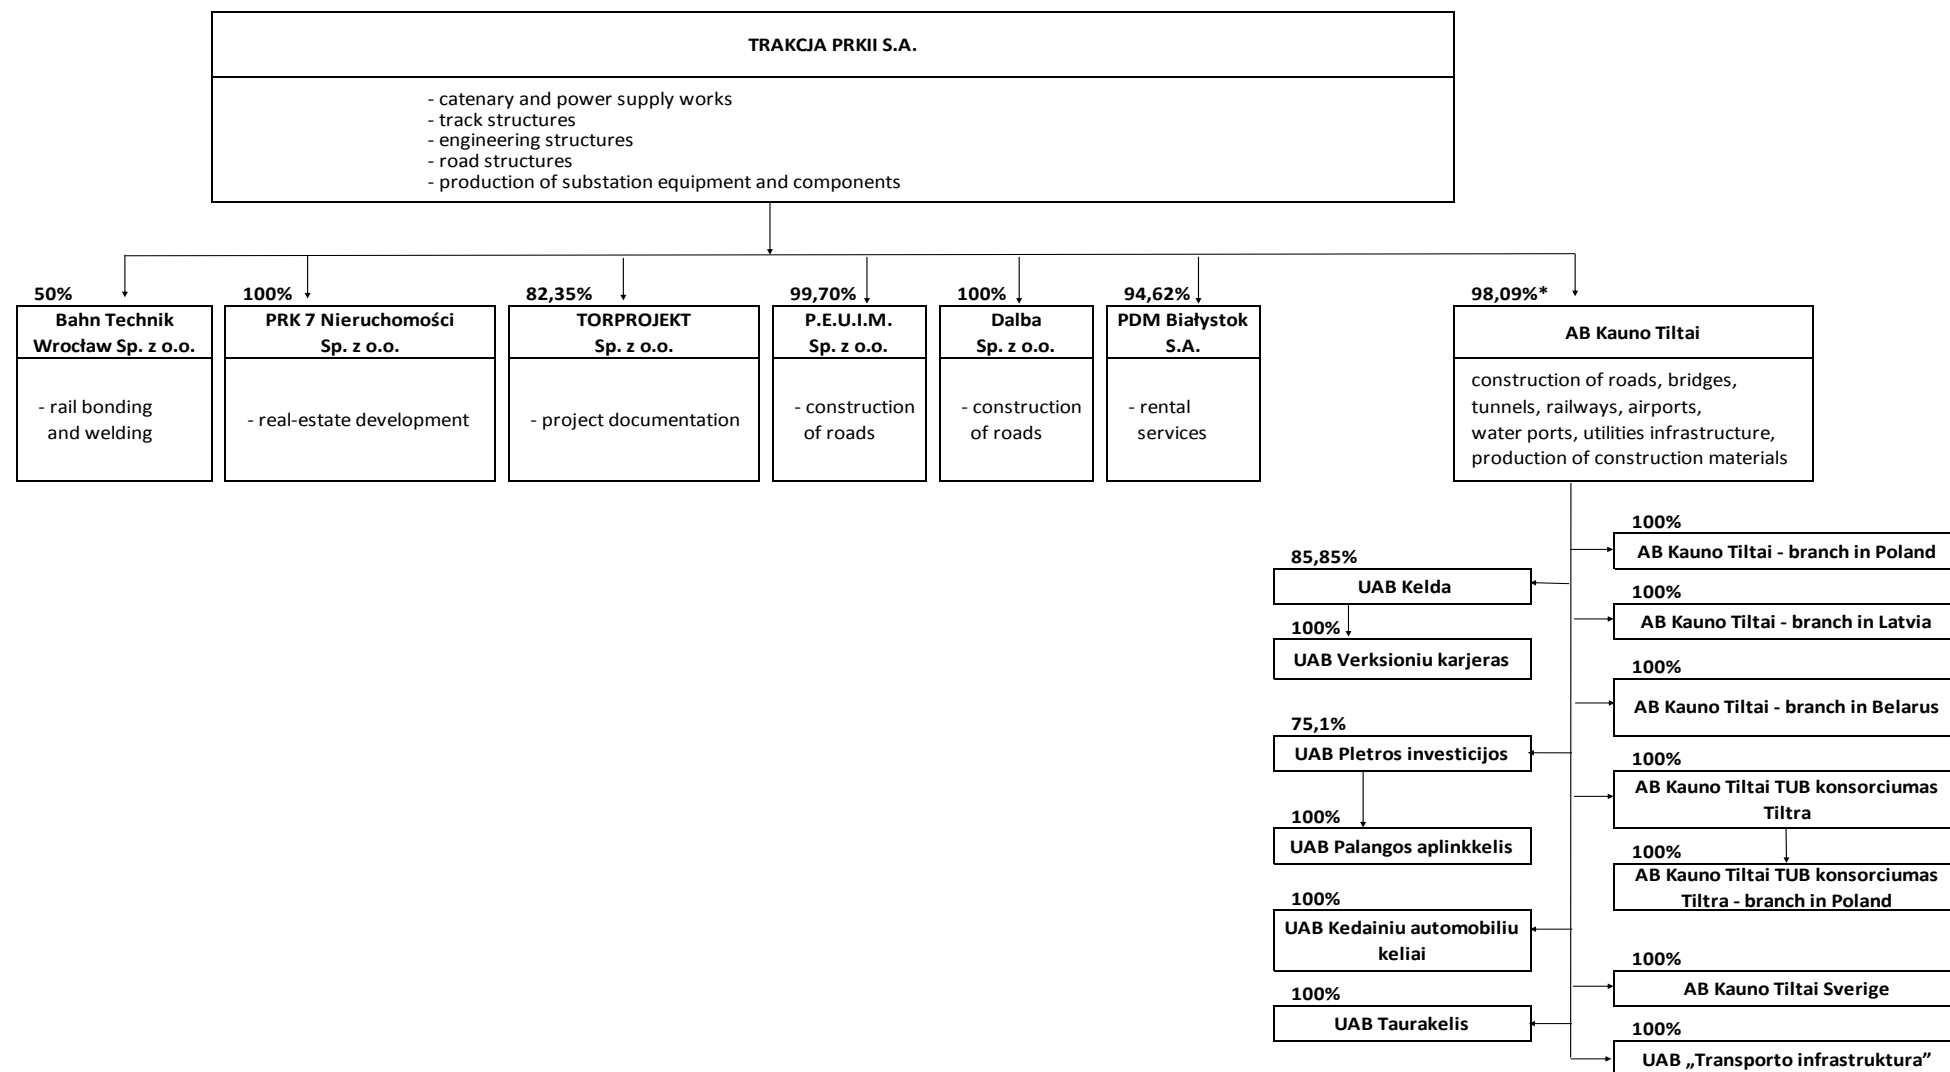 TRAKCJA PRKII S.A.
- catenary and power supply works
- track structures
- engineering structures
- road structures
- production of substation equipment and components
50%
Bahn Technik
Wrocław Sp. z o.o.
- rail bonding
and welding
100%
PRK 7 Nieruchomości
Sp. z o.o.
- real-estate development
82,35%
TORPROJEKT
Sp. z o.o.
- project documentation
99,70%
P.E.U.I.M.
Sp. z o.o.
- construction
of roads
100%
Dalba
Sp. z o.o.
- construction
of roads
94,62%
PDM Białystok
S.A.
- rental
services
98,09%*
AB Kauno Tiltai
construction of roads, bridges,
tunnels, railways, airports,
water ports, utilities infrastructure,
production of construction materials
85,85%
UAB Kelda
100%
UAB Verksioniu karjeras
75,1%
UAB Pletros investicijos
100%
UAB Palangos aplinkkelis
100%
UAB Kedainiu automobiliu
keliai
100%
UAB Taurakelis
100%
AB Kauno Tiltai - branch in Poland
100%
AB Kauno Tiltai - branch in Latvia
100%
AB Kauno Tiltai - branch in Belarus
100%
AB Kauno Tiltai TUB konsorciumas
Tiltra
100%
AB Kauno Tiltai TUB konsorciumas
Tiltra - branch in Poland
100%
AB Kauno Tiltai Sverige
100%
UAB „Transporto infrastruktura”